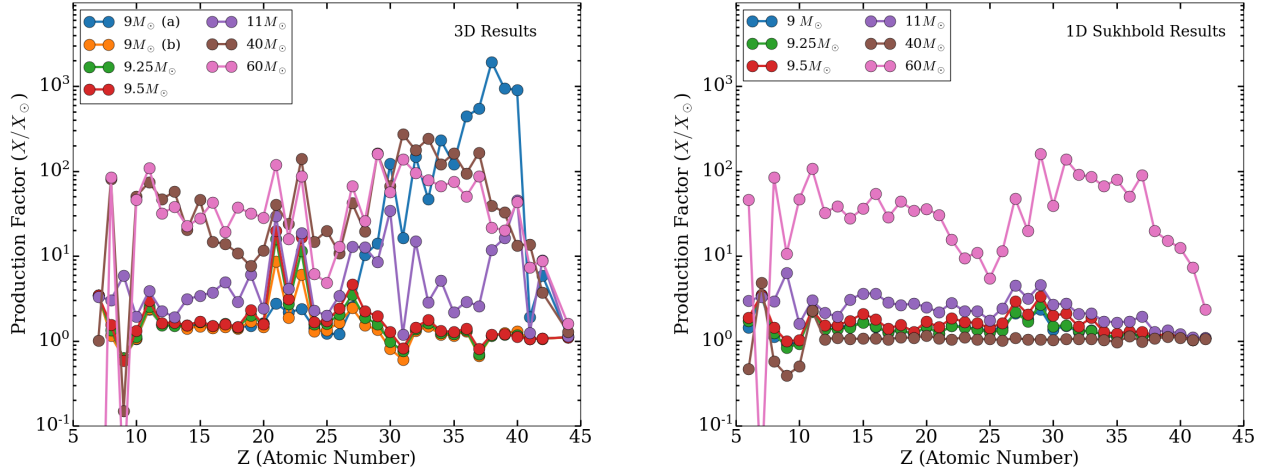 9M☉ (a)
9M☉ (b)
9.25M☉
9.5M☉
11M☉
40M☉
60M☉
3D Results
Production Factor (X/X☉)
10³
10²
10¹
10⁰
10⁻¹
5 10 15 20 25 30 35 40 45
Z (Atomic Number)
9 M☉
9.25M☉
9.5M☉
11M☉
40M☉
60M☉
1D Sukhbold Results
Production Factor (X/X☉)
10³
10²
10¹
10⁰
10⁻¹
5 10 15 20 25 30 35 40 45
Z (Atomic Number)